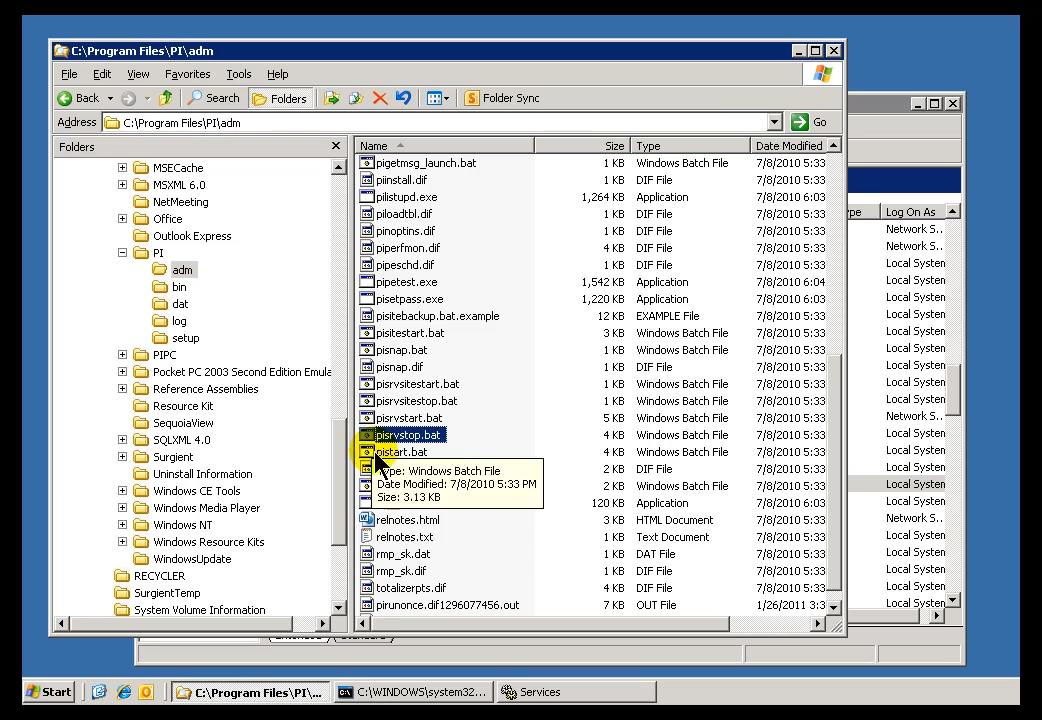 C:\Program Files\PI\adm
File Edit View Favorites Tools Help
Back Search Folders Folder Sync
Address C:\Program Files\PI\adm Go
Folders
MSECache
MSXML 6.0
NetMeeting
Office
Outlook Express
PI
adm
bin
dat
log
setup
PIPC
Pocket PC 2003 Second Edition Emula
Reference Assemblies
Resource Kit
SequoiaView
SQLXML 4.0
Surgient
Uninstall Information
Windows CE Tools
Windows Media Player
Windows NT
Windows Resource Kits
WindowsUpdate
RECYCLER
SurgientTemp
System Volume Information
Name Size Type Date Modified
pigetmsg_launch.bat 1 KB Windows Batch File 7/8/2010 5:33
piinstall.dif 1 KB DIF File 7/8/2010 5:33
pilistupd.exe 1,264 KB Application 7/8/2010 6:03
piloadtbl.dif 1 KB DIF File 7/8/2010 5:33
pinoptins.dif 1 KB DIF File 7/8/2010 5:33
piperfmon.dif 4 KB DIF File 7/8/2010 5:33
pipeschd.dif 1 KB DIF File 7/8/2010 5:33
pipetest.exe 1,542 KB Application 7/8/2010 6:04
pisetpass.exe 1,220 KB Application 7/8/2010 6:03
pisitebackup.bat.example 12 KB EXAMPLE File 7/8/2010 5:33
pisitestart.bat 3 KB Windows Batch File 7/8/2010 5:33
pisnap.bat 1 KB Windows Batch File 7/8/2010 5:33
pisnap.dif 1 KB DIF File 7/8/2010 5:33
pisrvsitestart.bat 1 KB Windows Batch File 7/8/2010 5:33
pisrvsitestop.bat 1 KB Windows Batch File 7/8/2010 5:33
pisrvstart.bat 5 KB Windows Batch File 7/8/2010 5:33
pisrvstop.bat 4 KB Windows Batch File 7/8/2010 5:33
pistart.bat 4 KB Windows Batch File 7/8/2010 5:33
2 KB DIF File 7/8/2010 5:33
2 KB DIF File 7/8/2010 5:33
120 KB Application 7/8/2010 6:03
Type: Windows Batch File
Date Modified: 7/8/2010 5:33 PM
Size: 3.13 KB
relnotes.html 3 KB HTML Document 7/8/2010 5:33
relnotes.txt 1 KB Text Document 7/8/2010 5:33
rmp_sk.dat 1 KB DAT File 7/8/2010 5:33
rmp_sk.dif 1 KB DIF File 7/8/2010 5:33
totalizerpts.dif 4 KB DIF File 7/8/2010 5:33
pirunonce.dif1296077456.out 7 KB OUT File 1/26/2011 3:3
ype Log On As
Network S..
Network S..
Local System
Local System
Local System
Local System
Local System
Local System
Local System
Local System
Local System
Network S..
Local System
Local System
Local System
Local System
Local System
Network S..
Local System
Local System
Local System
Local System
Local System
Start C:\Program Files\PI\... C:\WINDOWS\system32... Services